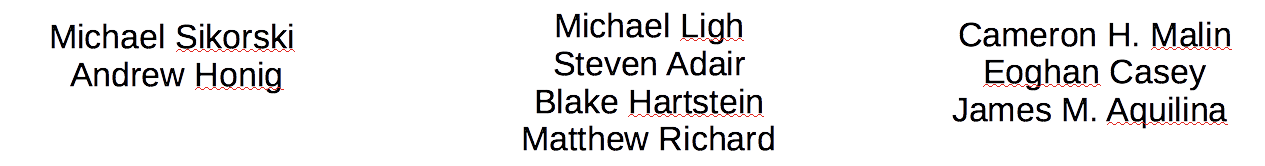 Michael Sikorski
Andrew Honig
Michael Ligh
Steven Adair
Blake Hartstein
Matthew Richard
Cameron H. Malin
Eoghan Casey
James M. Aquilina